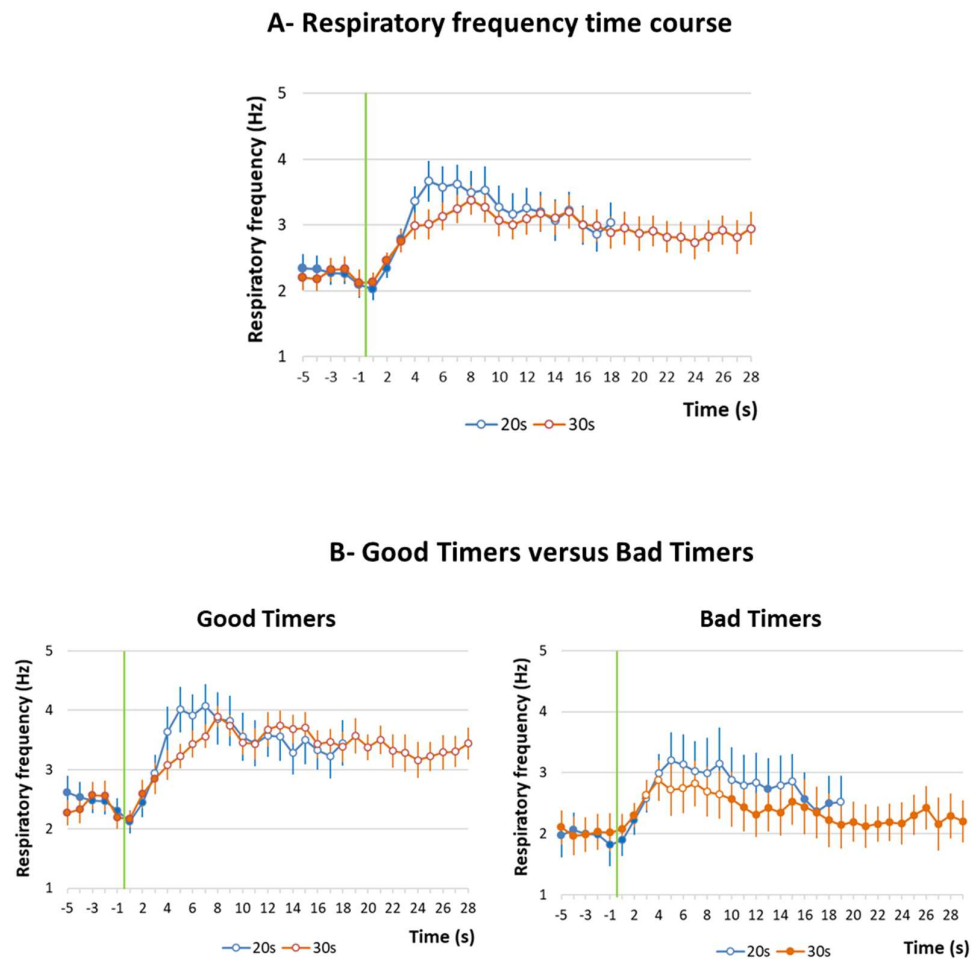 A- Respiratory frequency time course
Respiratory frequency (Hz)
5
4
3
2
1
-5 -3 -1 2 4 6 8 10 12 14 16 18 20 22 24 26 28
Time (s)
20s 30s
B- Good Timers versus Bad Timers
Good Timers
Respiratory frequency (Hz)
5
4
3
2
1
-5 -3 -1 2 4 6 8 10 12 14 16 18 20 22 24 26 28
Time (s)
20s 30s
Bad Timers
Respiratory frequency (Hz)
5
4
3
2
1
-5 -3 -1 2 4 6 8 10 12 14 16 18 20 22 24 26 28
Time (s)
20s 30s